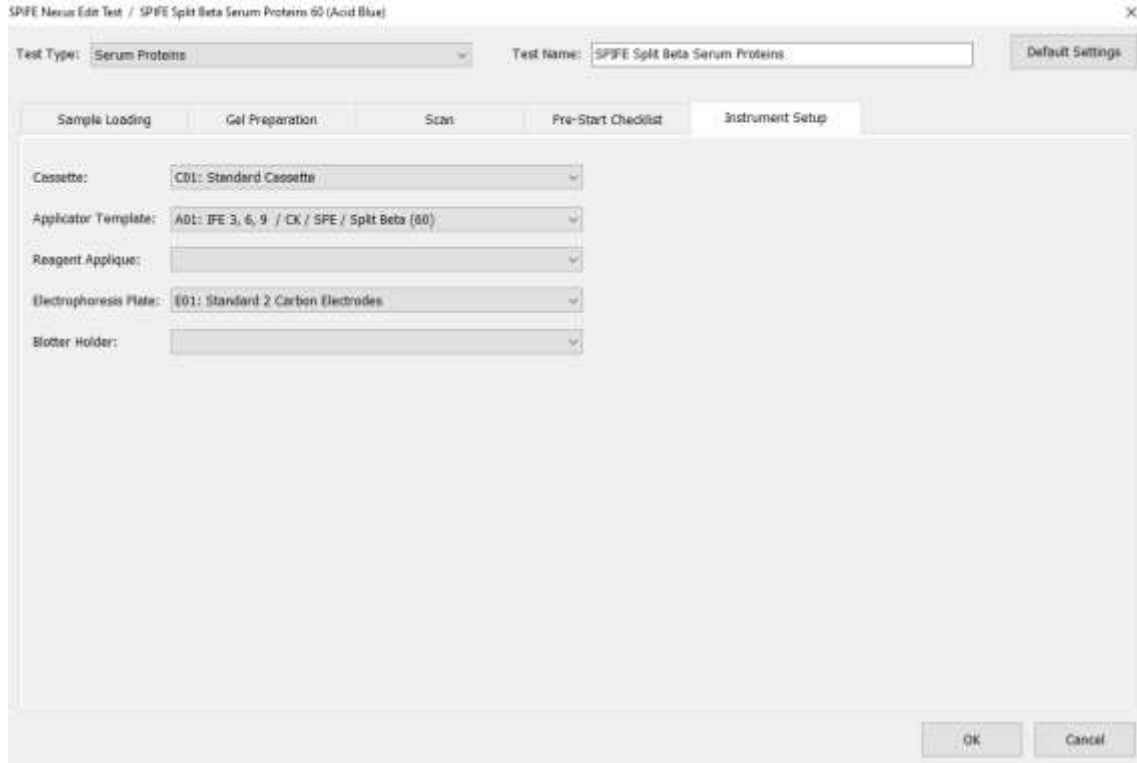 SPIFE Nexus Edit Test / SPIFE Split Beta Serum Proteins 60 (Acid Blue)
Test Type: Serum Proteins Test Name: SPIFE Split Beta Serum Proteins Default Settings
Sample Loading Gel Preparation Scan Pre-Start Checklist Instrument Setup
Cassette: C01: Standard Cassette
Applicator Template: A01: IFE 3, 6, 9 / CK / SPE / Split Beta (60)
Reagent Applique:
Electrophoresis Plate: E01: Standard 2 Carbon Electrodes
Blotter Holder:
OK Cancel